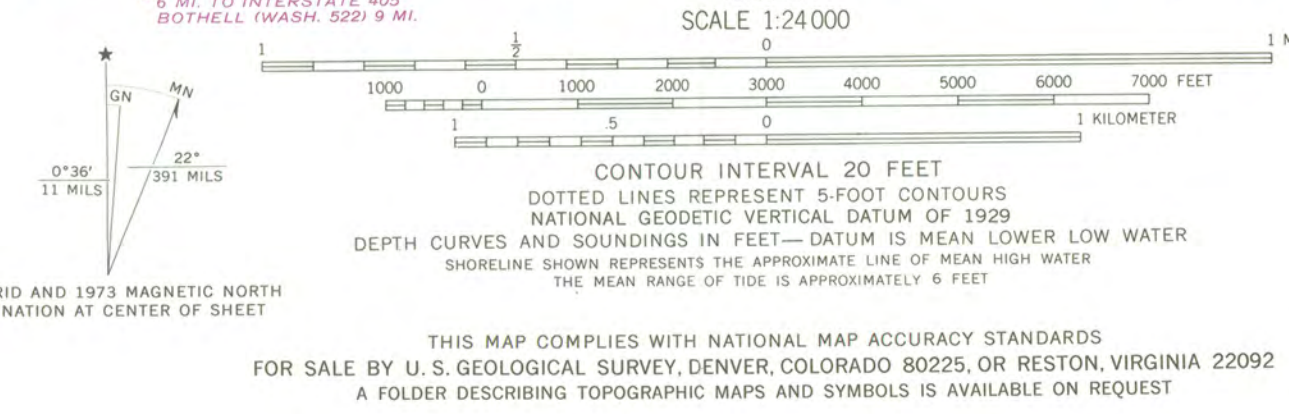 6 MI. TO INTERSTATE 405
BOTHELL (WASH. 522) 9 MI.
SCALE 1:24 000
1 ½ 0 1
1000 0 1000 2000 3000 4000 5000 6000 7000 FEET
1 .5 0 1 KILOMETER
GN MN
0°36′ 22°
11 MILS 391 MILS
CONTOUR INTERVAL 20 FEET
DOTTED LINES REPRESENT 5-FOOT CONTOURS
NATIONAL GEODETIC VERTICAL DATUM OF 1929
DEPTH CURVES AND SOUNDINGS IN FEET—DATUM IS MEAN LOWER LOW WATER
SHORELINE SHOWN REPRESENTS THE APPROXIMATE LINE OF MEAN HIGH WATER
THE MEAN RANGE OF TIDE IS APPROXIMATELY 6 FEET
AND 1973 MAGNETIC NORTH
AT CENTER OF SHEET
THIS MAP COMPLIES WITH NATIONAL MAP ACCURACY STANDARDS
FOR SALE BY U. S. GEOLOGICAL SURVEY, DENVER, COLORADO 80225, OR RESTON, VIRGINIA 22092
A FOLDER DESCRIBING TOPOGRAPHIC MAPS AND SYMBOLS IS AVAILABLE ON REQUEST